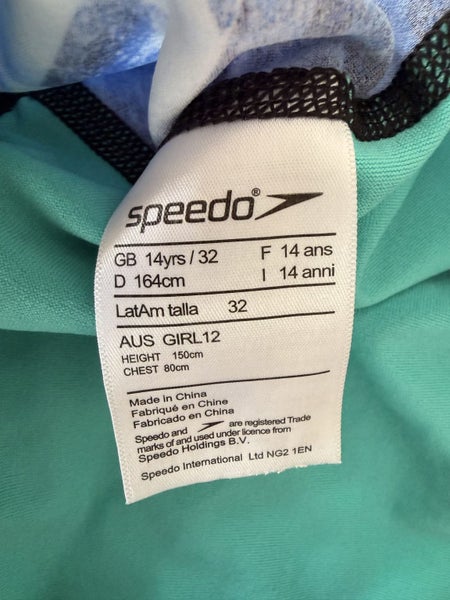 speedo®
GB 14yrs / 32 F 14 ans
D 164cm I 14 anni
LatAm talla 32
AUS GIRL12
HEIGHT 150cm
CHEST 80cm
Made in China
Fabriqué en Chine
Fabricado en China
Speedo and are registered Trade
marks of and used under licence from
Speedo Holdings B.V.
Speedo International Ltd NG2 1EN